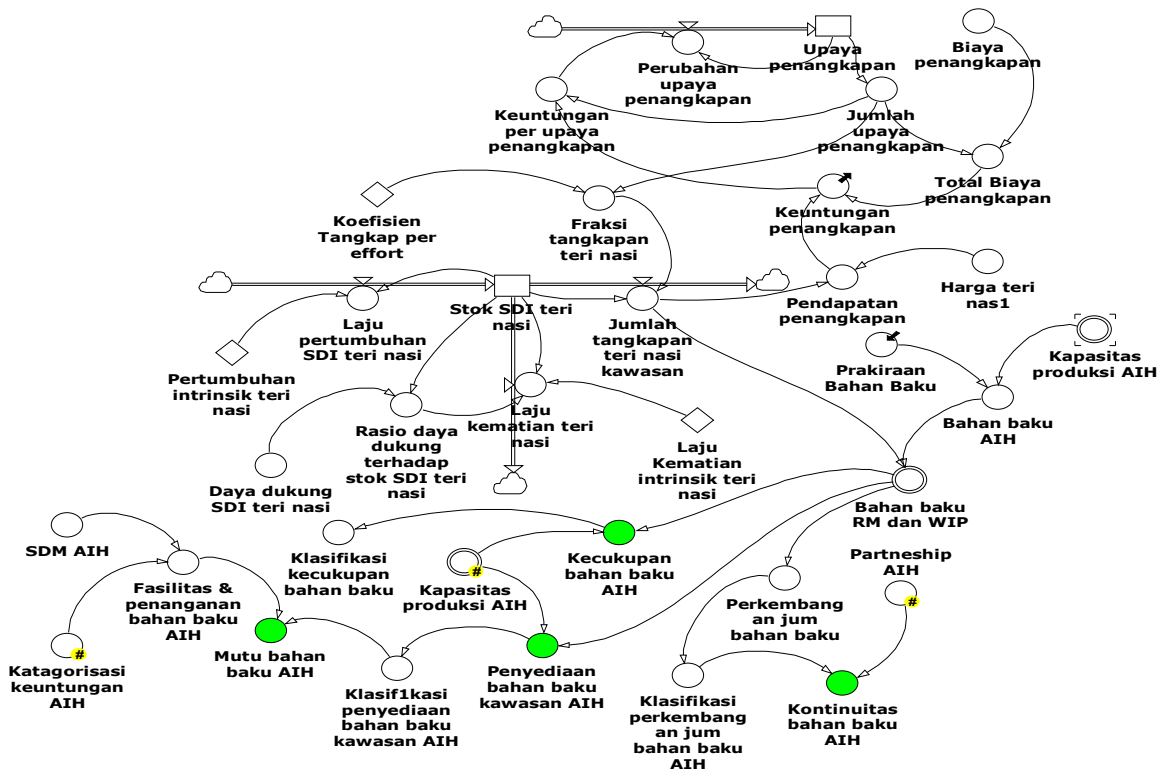 Upaya
penangkapan
Biaya
penangkapan
Perubahan
upaya
penangkapan
Keuntungan
per upaya
penangkapan
Jumlah
upaya
penangkapan
Total Biaya
penangkapan
Koefisien
Tangkap per
effort
Fraksi
tangkapan
teri nasi
Keuntungan
penangkapan
Stok SDI teri
nasi
Laju
pertumbuhan
SDI teri nasi
Jumlah
tangkapan
teri nasi
kawasan
Pendapatan
penangkapan
Harga teri
nas1
Kapasitas
produksi AIH
Pertumbuhan
intrinsik teri
nasi
Prakiraan
Bahan Baku
Laju
kematian teri
nasi
Rasio daya
dukung
terhadap
stok SDI teri
nasi
Laju
Kematian
intrinsik teri
nasi
Bahan baku
AIH
Daya dukung
SDI teri nasi
Bahan baku
RM dan WIP
SDM AIH
Klasifikasi
kecukupan
bahan baku
Kecukupan
bahan baku
AIH
Partneship
AIH
Fasilitas &
penanganan
bahan baku
AIH
#
Kapasitas
produksi AIH
Perkembang
an jum
bahan baku
#
#
Katagorisasi
keuntungan
AIH
Mutu bahan
baku AIH
Klasif1kasi
penyediaan
bahan baku
kawasan AIH
Penyediaan
bahan baku
kawasan AIH
Klasifikasi
perkembang
an jum
bahan baku
AIH
Kontinuitas
bahan baku
AIH